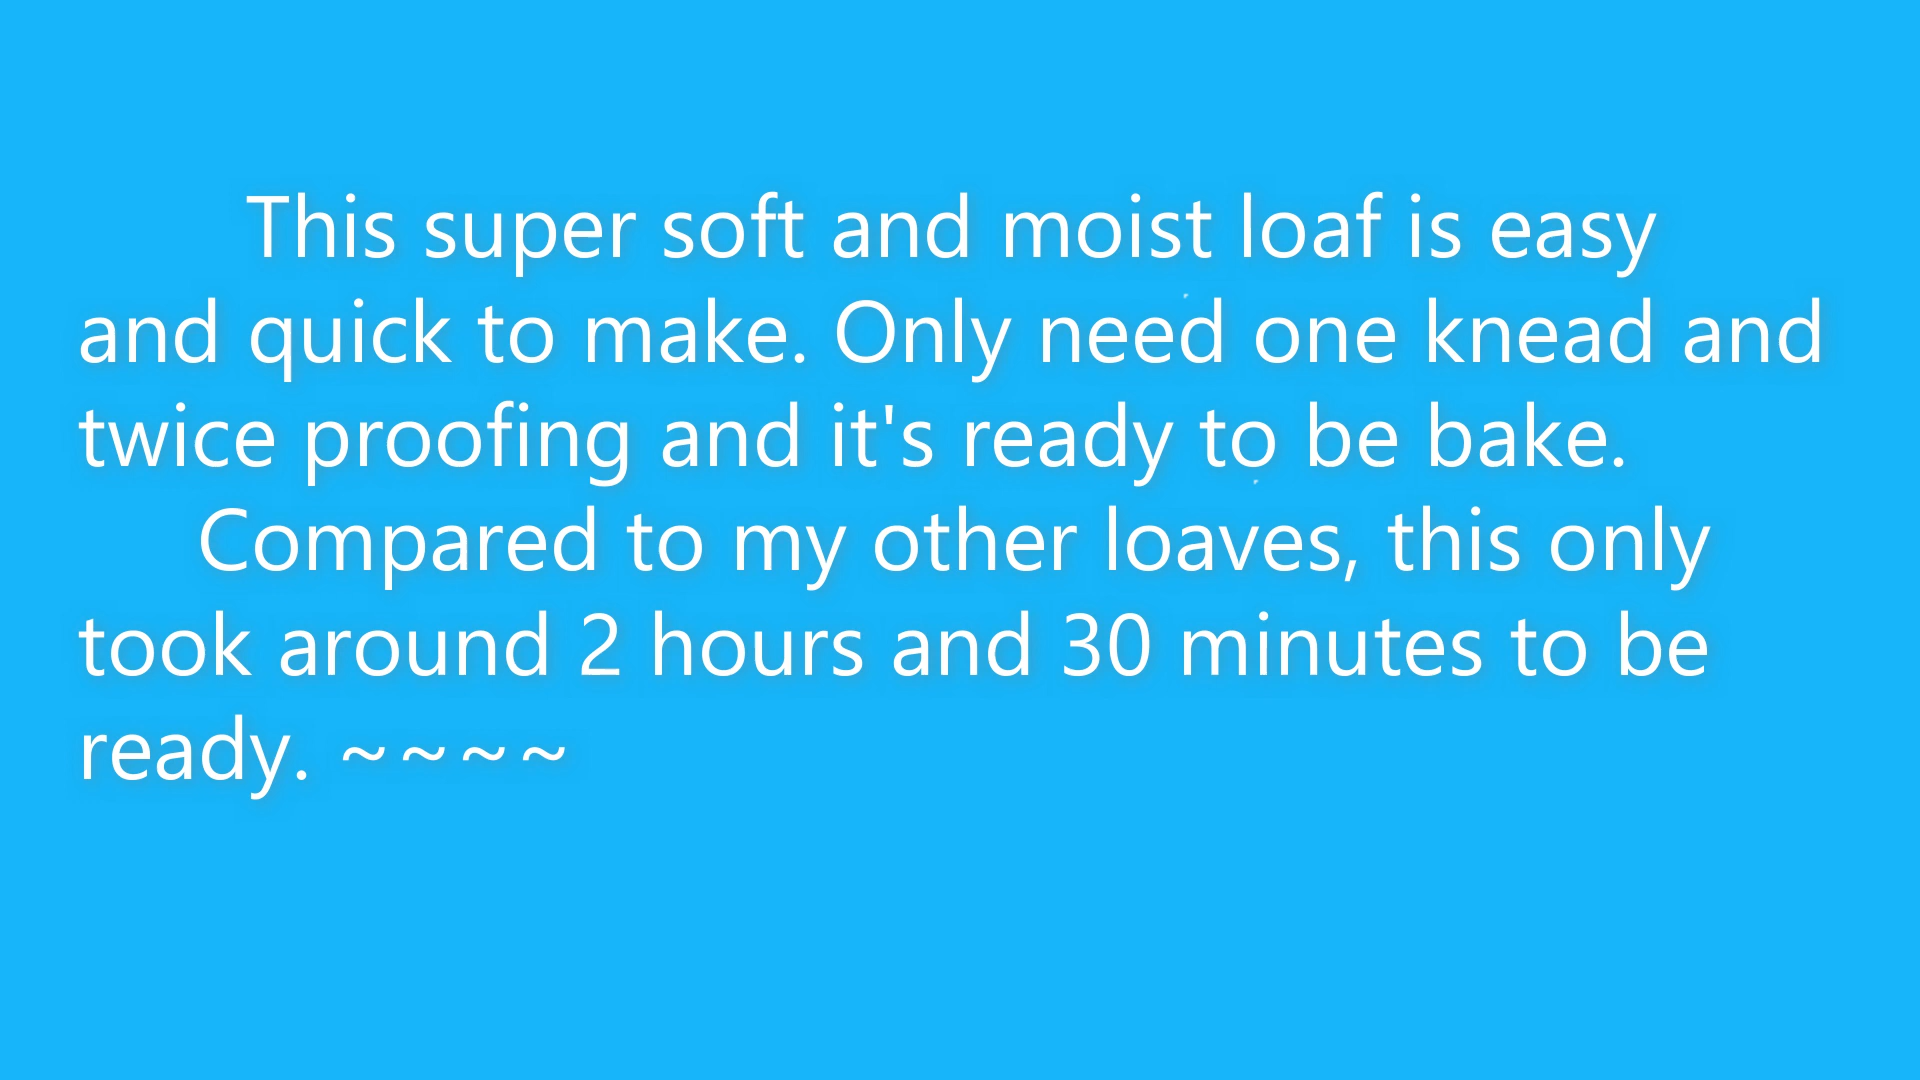 This super soft and moist loaf is easy
and quick to make. Only need one knead and
twice proofing and it's ready to be bake.
Compared to my other loaves, this only
took around 2 hours and 30 minutes to be
ready. ~~~~